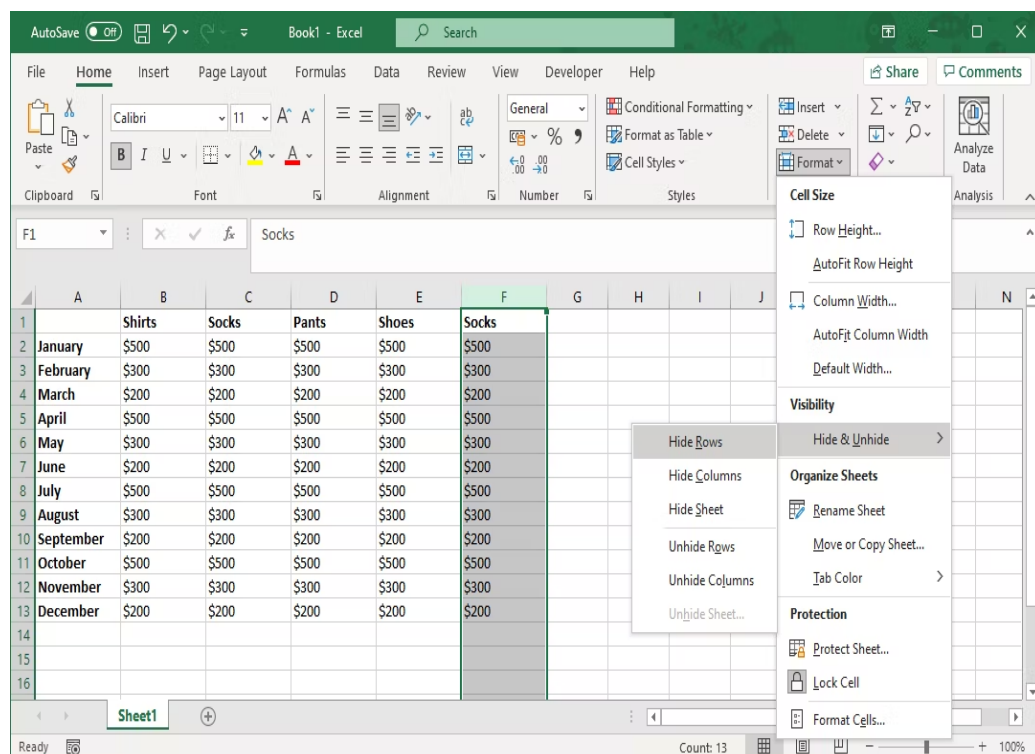 AutoSave Off Book1 - Excel Search
File Home Insert Page Layout Formulas Data Review View Developer Help Share Comments
Paste
Clipboard
Calibri 11 A A
B I U A
Font
ab
Alignment
General
% 9
.00 .00
Number
Conditional Formatting
Format as Table
Cell Styles
Styles
Insert
Delete
Format
Analyze
Data
Analysis
F1 fx Socks
A B C D E F G H I J N
1 Shirts Socks Pants Shoes Socks
2 January $500 $500 $500 $500 $500
3 February $300 $300 $300 $300 $300
4 March $200 $200 $200 $200 $200
5 April $500 $500 $500 $500 $500
6 May $300 $300 $300 $300 $300
7 June $200 $200 $200 $200 $200
8 July $500 $500 $500 $500 $500
9 August $300 $300 $300 $300 $300
10 September $200 $200 $200 $200 $200
11 October $500 $500 $500 $500 $500
12 November $300 $300 $300 $300 $300
13 December $200 $200 $200 $200 $200
14
15
16
Cell Size
Row Height...
AutoFit Row Height
Column Width...
AutoFit Column Width
Default Width...
Visibility
Hide & Unhide
Organize Sheets
Rename Sheet
Move or Copy Sheet...
Tab Color
Protection
Protect Sheet...
Lock Cell
Format Cells...
Hide Rows
Hide Columns
Hide Sheet
Unhide Rows
Unhide Columns
Unhide Sheet...
Sheet1
Ready Count: 13 100%